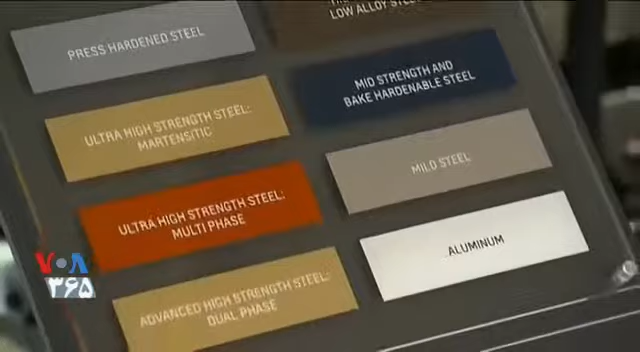 PRESS HARDENED STEEL
ULTRA HIGH STRENGTH STEEL:
MARTENSITIC
ULTRA HIGH STRENGTH STEEL:
MULTI PHASE
ADVANCED HIGH STRENGTH STEEL:
DUAL PHASE
LOW ALLOY STEEL
MID STRENGTH AND
BAKE HARDENABLE STEEL
MILD STEEL
ALUMINUM
VOA
۳۶۵